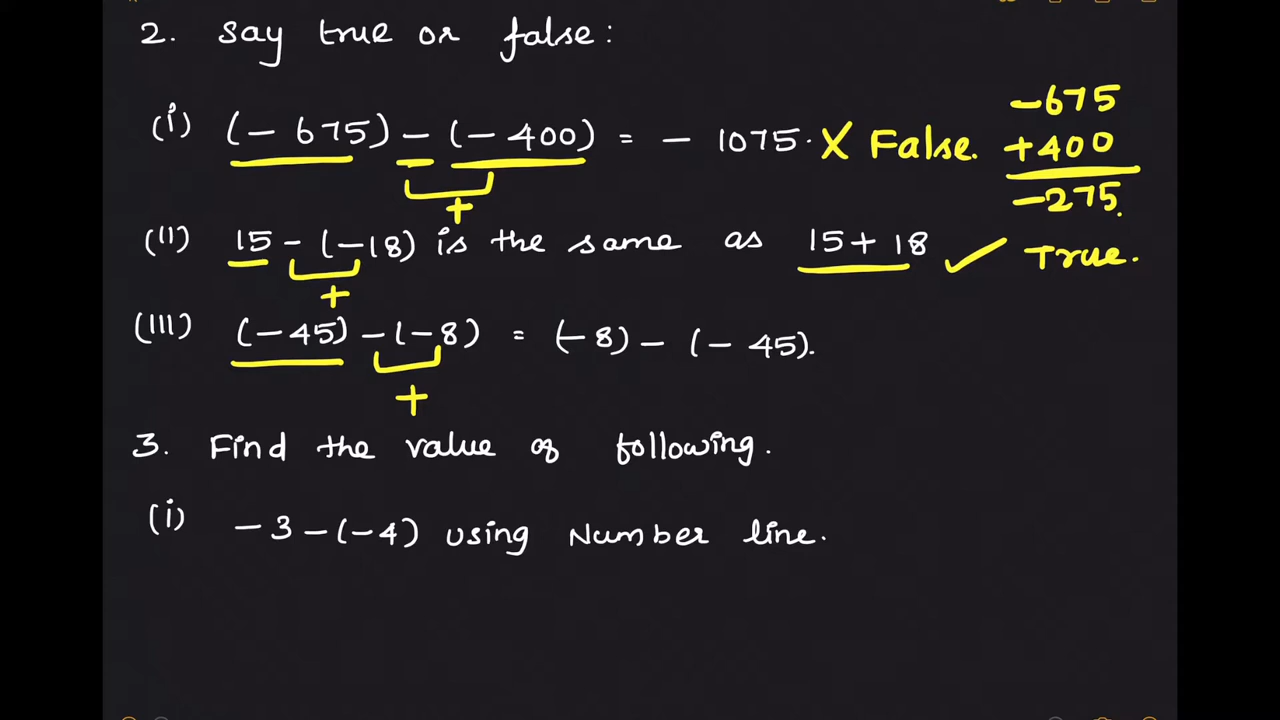 2. Say true or false:
-675
(i) (- 675) - (- 400) = - 1075. X False. +400
+
-275.
(II) 15 - (-18) is the same as 15 + 18 ✓ True.
+
(III) (-45) - (-8) = (-8) - (- 45).
+
3. Find the value of following.
(i) -3 - (-4) using Number line.